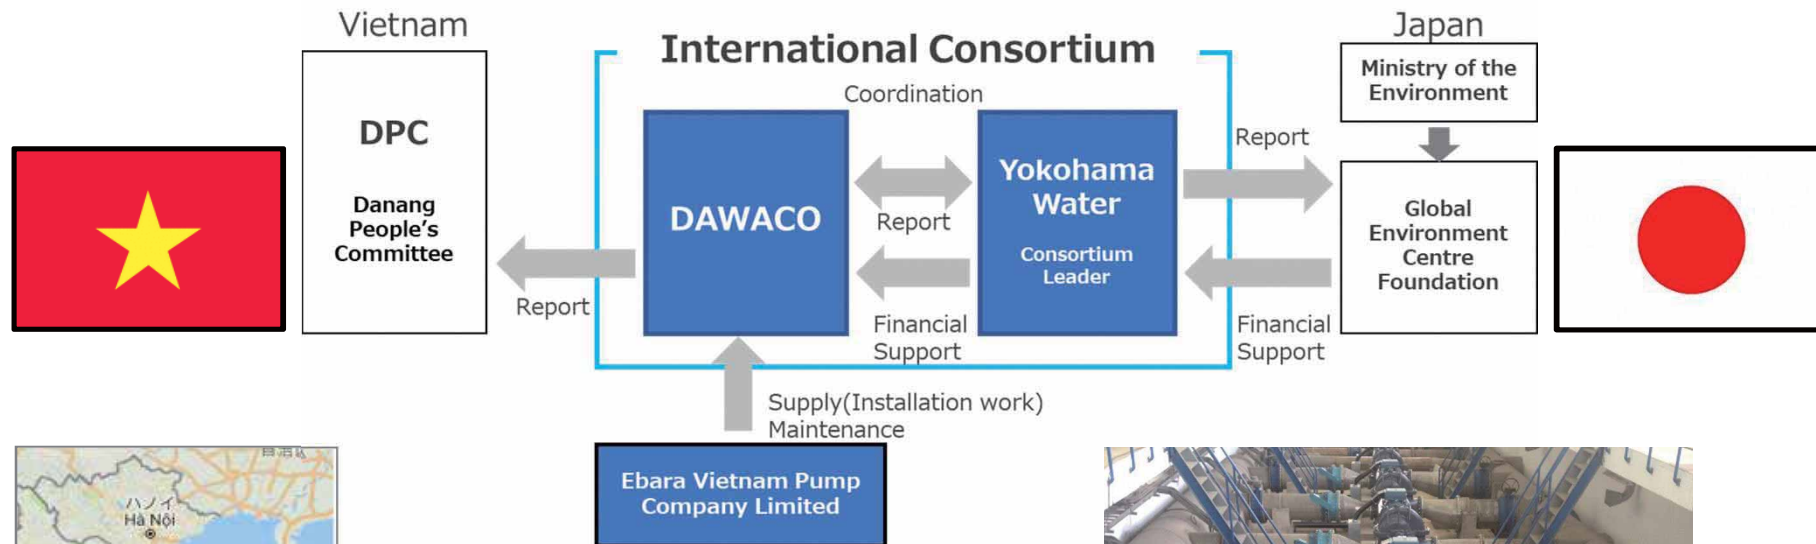 Vietnam
International Consortium
Japan
Ministry of the
Environment
Coordination
DPC
Danang
People's
Committee
DAWACO
Report
Yokohama
Water
Consortium
Leader
Report
Global
Environment
Centre
Foundation
Report
Financial
Support
Financial
Support
Supply(Installation work)
Maintenance
Ebara Vietnam Pump
Company Limited
ハノイ
Hà Nội